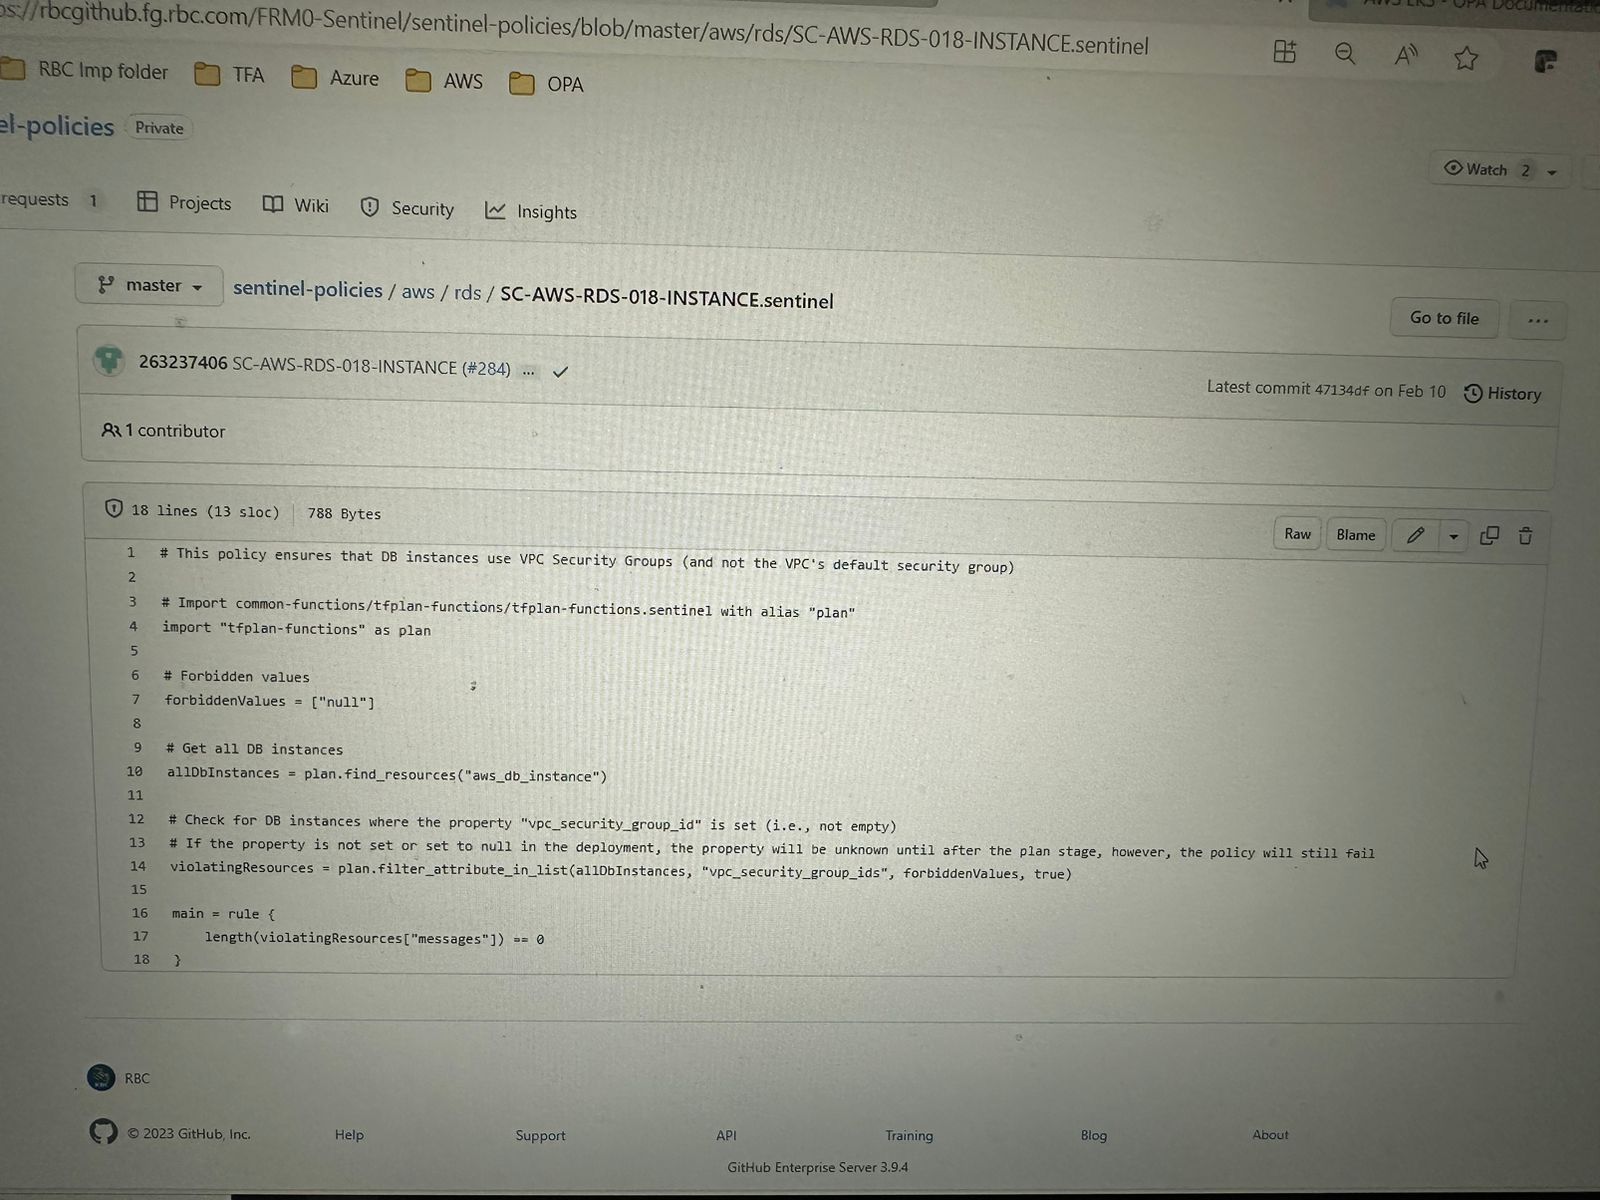 os://rbcgithub.fg.rbc.com/FRM0-Sentinel/sentinel-policies/blob/master/aws/rds/SC-AWS-RDS-018-INSTANCE.sentinel
RBC Imp folder TFA Azure AWS OPA
el-policies Private
Watch 2
requests 1 Projects Wiki Security Insights
master sentinel-policies / aws / rds / SC-AWS-RDS-018-INSTANCE.sentinel
Go to file ...
263237406 SC-AWS-RDS-018-INSTANCE (#284) ...
Latest commit 47134df on Feb 10 History
1 contributor
18 lines (13 sloc) 788 Bytes
Raw Blame
1 # This policy ensures that DB instances use VPC Security Groups (and not the VPC's default security group)
2
3 # Import common-functions/tfplan-functions/tfplan-functions.sentinel with alias "plan"
4 import "tfplan-functions" as plan
5
6 # Forbidden values
7 forbiddenValues = ["null"]
8
9 # Get all DB instances
10 allDbInstances = plan.find_resources("aws_db_instance")
11
12 # Check for DB instances where the property "vpc_security_group_id" is set (i.e., not empty)
13 # If the property is not set or set to null in the deployment, the property will be unknown until after the plan stage, however, the policy will still fail
14 violatingResources = plan.filter_attribute_in_list(allDbInstances, "vpc_security_group_ids", forbiddenValues, true)
15
16 main = rule {
17 length(violatingResources["messages"]) == 0
18 }
RBC
© 2023 GitHub, Inc. Help Support API Training Blog About
GitHub Enterprise Server 3.9.4